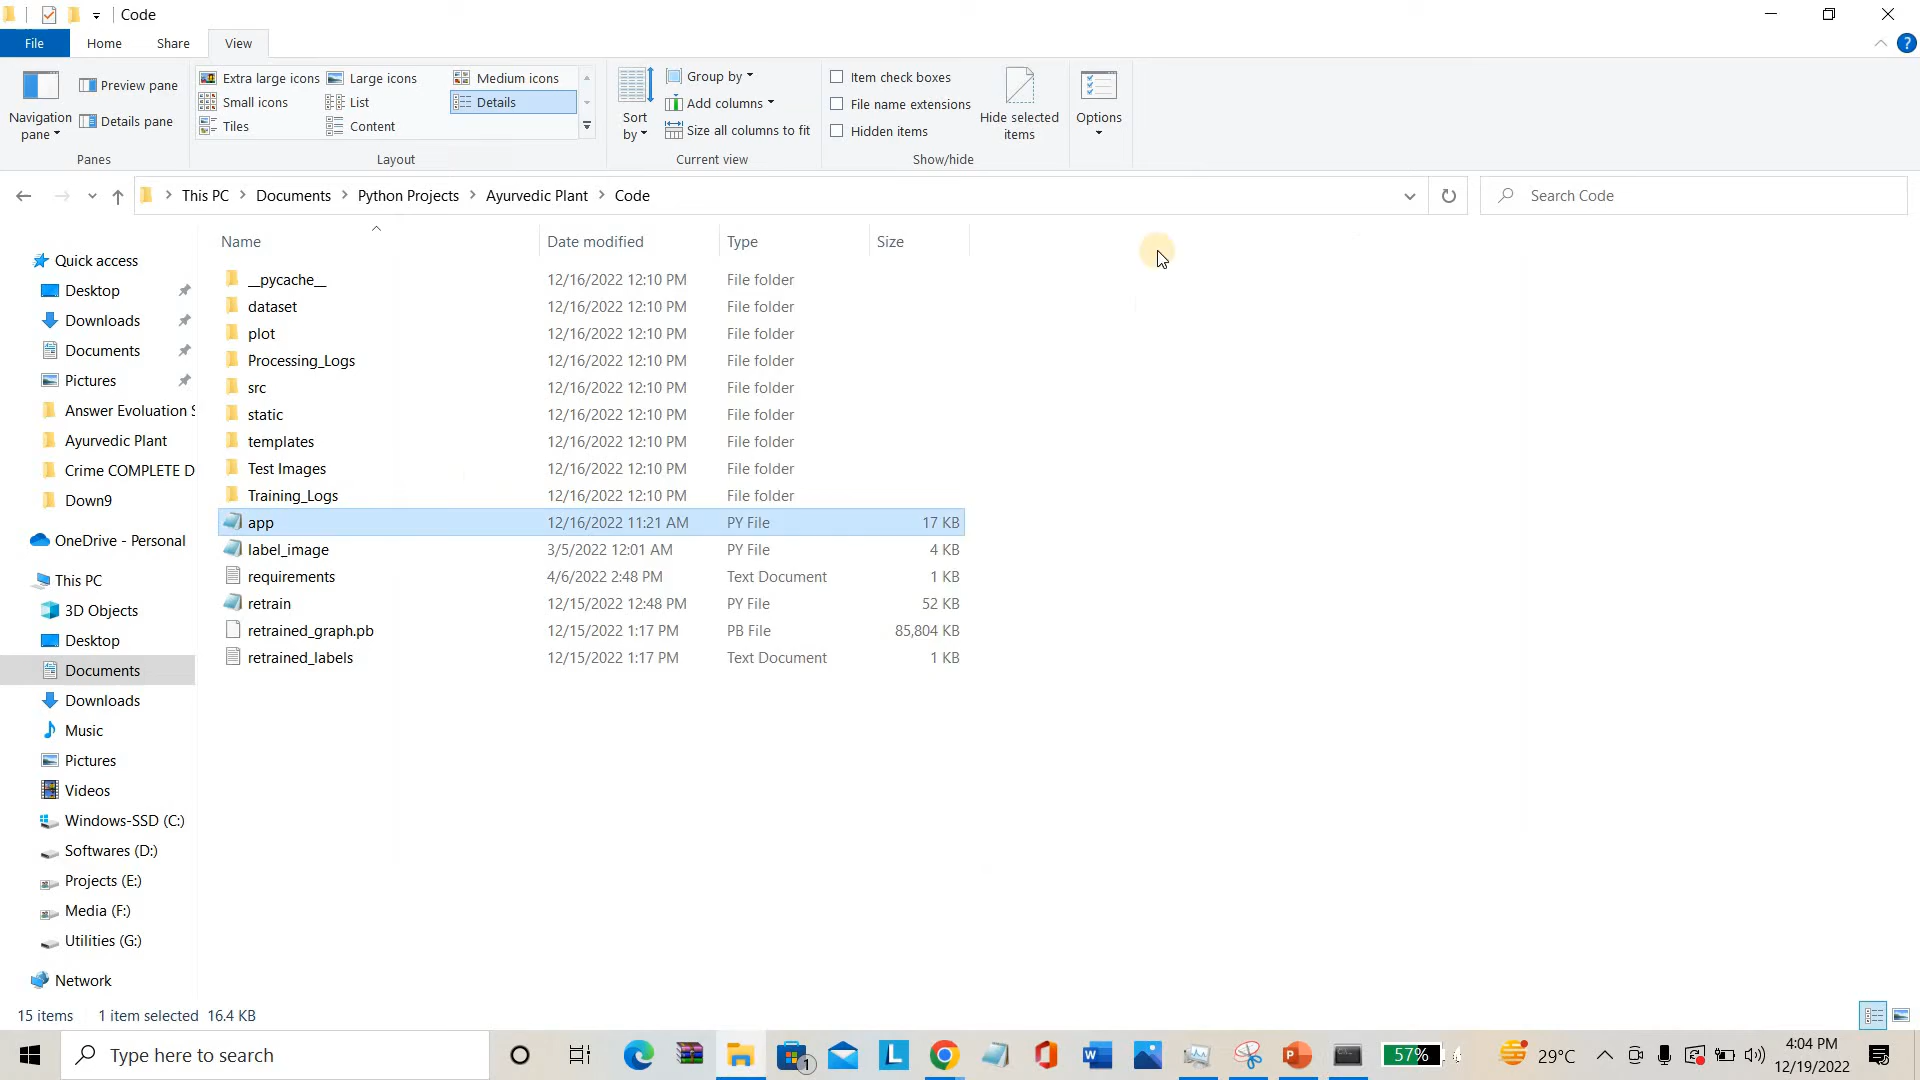 Code
File Home Share View ?
Preview pane Extra large icons Large icons Medium icons Group by Item check boxes
Small icons List Details Add columns File name extensions
Navigation pane Details pane Tiles Content Sort by Size all columns to fit Hidden items Hide selected items Options
Panes Layout Current view Show/hide
This PC Documents Python Projects Ayurvedic Plant Code Search Code
Name Date modified Type Size
__pycache__ 12/16/2022 12:10 PM File folder
dataset 12/16/2022 12:10 PM File folder
plot 12/16/2022 12:10 PM File folder
Processing_Logs 12/16/2022 12:10 PM File folder
src 12/16/2022 12:10 PM File folder
static 12/16/2022 12:10 PM File folder
templates 12/16/2022 12:10 PM File folder
Test Images 12/16/2022 12:10 PM File folder
Training_Logs 12/16/2022 12:10 PM File folder
app 12/16/2022 11:21 AM PY File 17 KB
label_image 3/5/2022 12:01 AM PY File 4 KB
requirements 4/6/2022 2:48 PM Text Document 1 KB
retrain 12/15/2022 12:48 PM PY File 52 KB
retrained_graph.pb 12/15/2022 1:17 PM PB File 85,804 KB
retrained_labels 12/15/2022 1:17 PM Text Document 1 KB
Quick access
Desktop
Downloads
Documents
Pictures
Answer Evoluation S
Ayurvedic Plant
Crime COMPLETE D
Down9
OneDrive - Personal
This PC
3D Objects
Desktop
Documents
Downloads
Music
Pictures
Videos
Windows-SSD (C:)
Softwares (D:)
Projects (E:)
Media (F:)
Utilities (G:)
Network
15 items 1 item selected 16.4 KB
Type here to search 1 L 57% 29°C 4:04 PM
12/19/2022